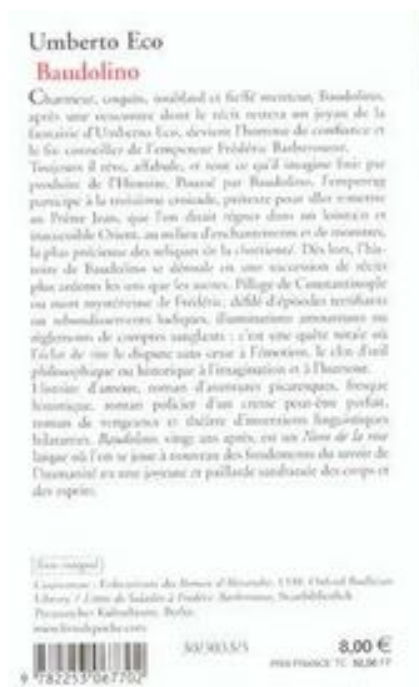 Umberto Eco
Baudolino
Charmeur, coquin, roublard et fieffé menteur, Baudolino,
après une rencontre dont le récit restera un joyau de la
fantaisie d'Umberto Eco, devient l'homme de confiance et
le fin conseiller de l'empereur Frédéric Barberousse.
Toujours il rêve, affabule, et tout ce qu'il imagine finit par
produire de l'Histoire. Poussé par Baudolino, l'empereur
participe à la troisième croisade, prétexte pour aller remettre
au Prêtre Jean, que l'on disait régner dans un lointain et
inaccessible Orient, au milieu d'enchantements et de monstres,
la plus précieuse des reliques de la chrétienté. Dès lors, l'his-
toire de Baudolino se déroule en une succession de récits
plus ardents les uns que les autres. Pillage de Constantinople
ou mort mystérieuse de Frédéric, défilé d'épisodes terrifiants
ou rebondissements ludiques, illuminations amoureuses ou
règlements de comptes sanglants : c'est une quête totale où
l'éclat de rire le dispute sans cesse à l'émotion, le clin d'œil
philosophique ou historique à l'imagination et à l'humour.
Histoire d'amour, roman d'aventures picaresques, fresque
historique, roman policier d'un crime peut-être parfait,
roman de vengeance et théâtre d'inventions linguistiques
hilarantes, Baudolino, vingt ans après, est un Nom de la rose
laïque où l'on se joue à nouveau des fondements du savoir de
l'humanité en une joyeuse et paillarde sarabande des corps et
des esprits.
Texte intégral
Couverture : du Roman d'Alexandre, Oxford Bodleian
Library / Lettre de Saladin à Frédéric Barberousse, Staatsbibliothek
Preussischer Kulturbesitz, Berlin.
www.livredepoche.com
30/3033/5
8,00 €
PRIX FRANCE TC
9 782253 067702